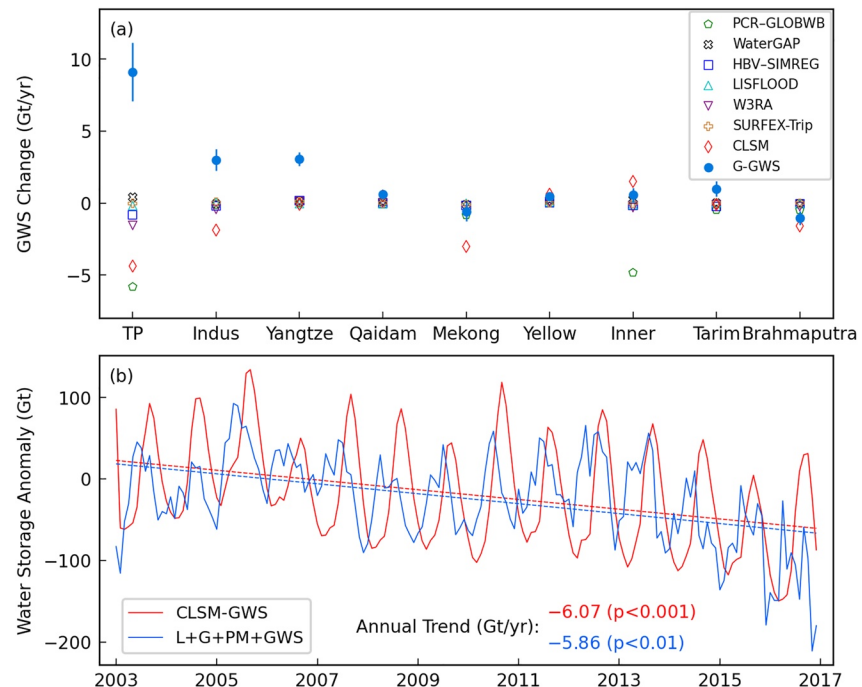 (a)
GWS Change (Gt/yr)
10
5
0
−5
PCR–GLOBWB
WaterGAP
HBV–SIMREG
LISFLOOD
W3RA
SURFEX-Trip
CLSM
G-GWS
TP Indus Yangtze Qaidam Mekong Yellow Inner Tarim Brahmaputra
(b)
Water Storage Anomaly (Gt)
100
0
−100
−200
CLSM-GWS
L+G+PM+GWS
Annual Trend (Gt/yr):
−6.07 (p<0.001)
−5.86 (p<0.01)
2003 2005 2007 2009 2011 2013 2015 2017